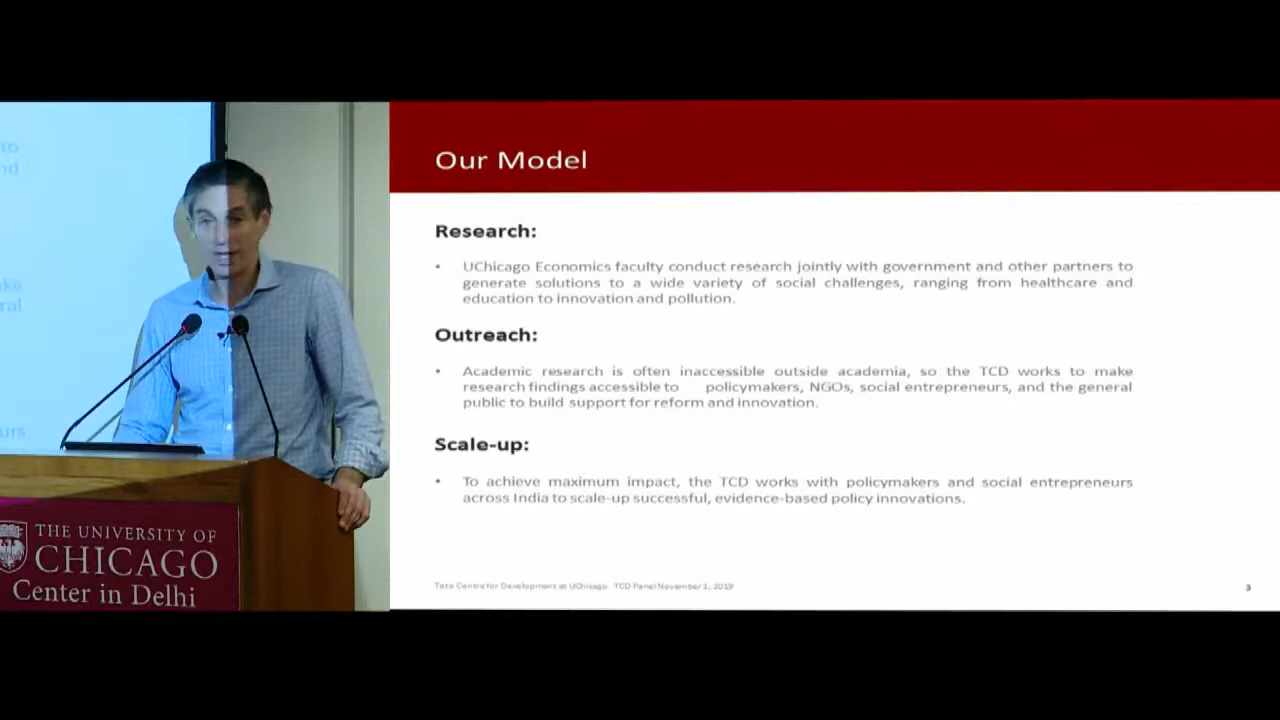 to
nd
ke
ral
urs
THE UNIVERSITY OF
CHICAGO
Center in Delhi
Our Model
Research:
• UChicago Economics faculty conduct research jointly with government and other partners to
generate solutions to a wide variety of social challenges, ranging from healthcare and
education to innovation and pollution.
Outreach:
• Academic research is often inaccessible outside academia, so the TCD works to make
research findings accessible to policymakers, NGOs, social entrepreneurs, and the general
public to build support for reform and innovation.
Scale-up:
• To achieve maximum impact, the TCD works with policymakers and social entrepreneurs
across India to scale-up successful, evidence-based policy innovations.
Tata Centre for Development at UChicago TCD Panel November 1, 2019
3